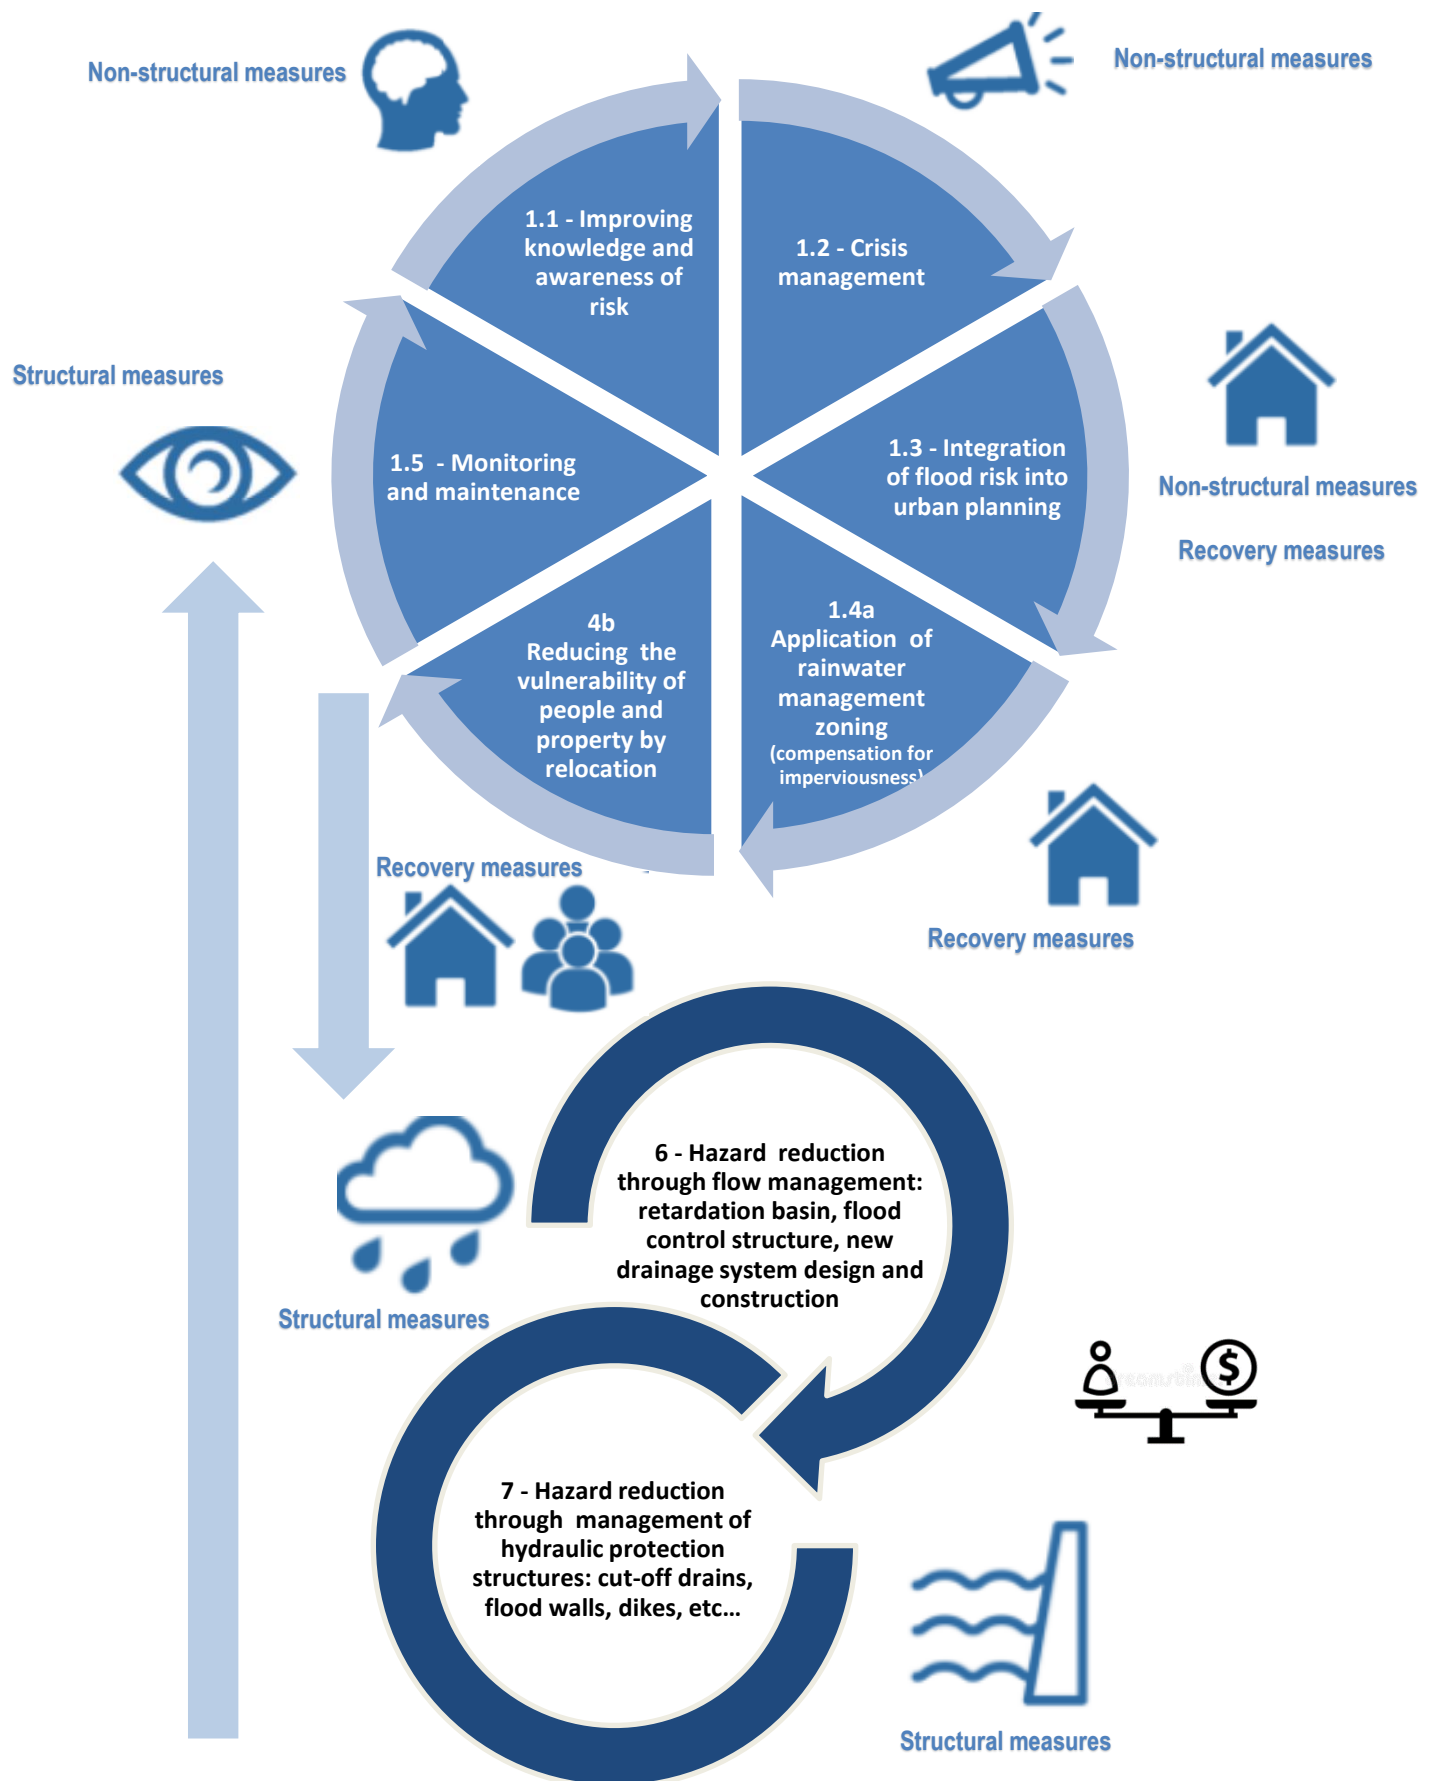 Non-structural measures
Non-structural measures
1.1 - Improving
knowledge and
awareness of
risk
1.2 - Crisis
management
Structural measures
1.3 - Integration
of flood risk into
urban planning
Non-structural measures
Recovery measures
1.5  - Monitoring
and maintenance
1.4a
Application  of
rainwater
management
zoning
(compensation for
imperviousness)
4b
Reducing  the
vulnerability of
people and
property by
relocation
Recovery measures
Recovery measures
6 - Hazard  reduction
through flow management:
retardation basin, flood
control structure, new
drainage system design and
construction
Structural measures
$
7 - Hazard reduction
through  management of
hydraulic protection
structures: cut-off drains,
flood walls, dikes, etc…
Structural measures